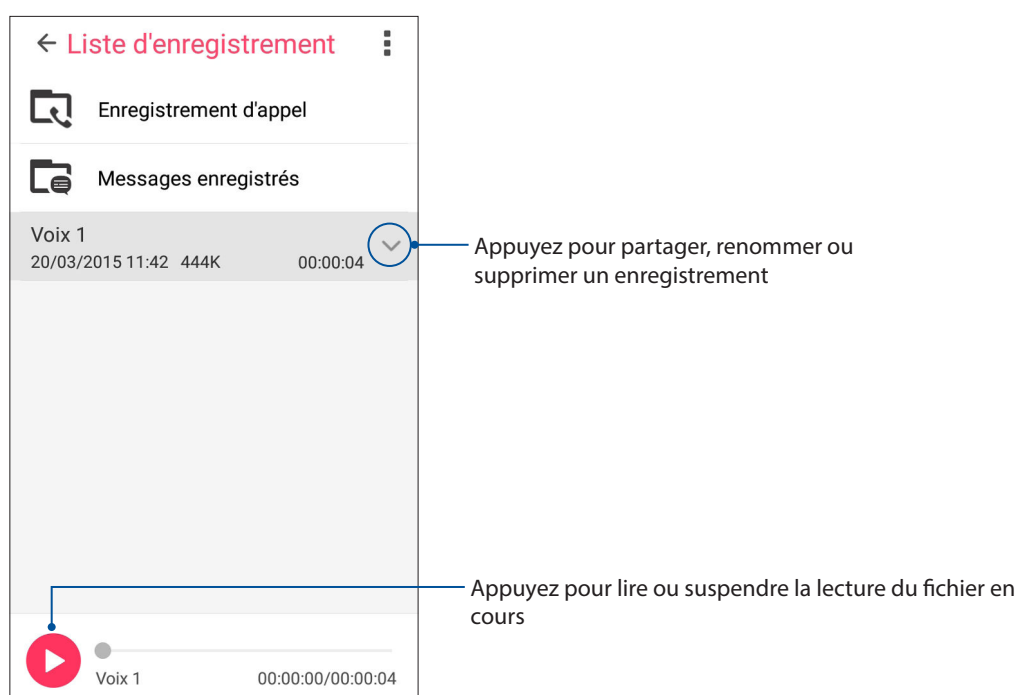 Liste d'enregistrement
Enregistrement d'appel
Messages enregistrés
Voix 1
20/03/2015 11:42 444K 00:00:04
Appuyez pour partager, renommer ou
supprimer un enregistrement
Appuyez pour lire ou suspendre la lecture du fichier en
cours
Voix 1 00:00:00/00:00:04